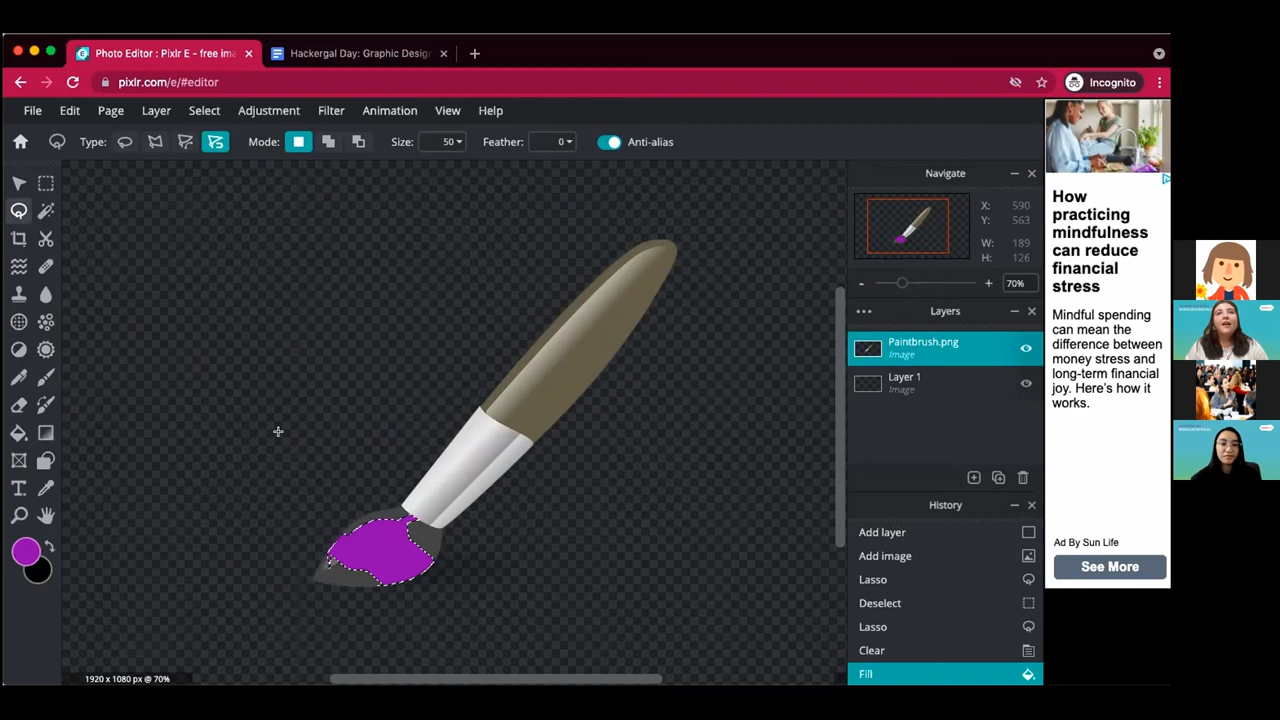 Photo Editor : Pixlr E - free ima
Hackergal Day: Graphic Design
pixlr.com/e/#editor
Incognito
File Edit Page Layer Select Adjustment Filter Animation View Help
Type: Mode: Size: 50 Feather: 0 Anti-alias
Navigate
X: 590
Y: 563
W: 189
H: 126
70%
Layers
Paintbrush.png
Image
Layer 1
Image
History
Add layer
Add image
Lasso
Deselect
Lasso
Clear
Fill
1920 x 1080 px @ 70%
How
practicing
mindfulness
can reduce
financial
stress
Mindful spending
can mean the
difference between
money stress and
long-term financial
joy. Here's how it
works.
Ad By Sun Life
See More